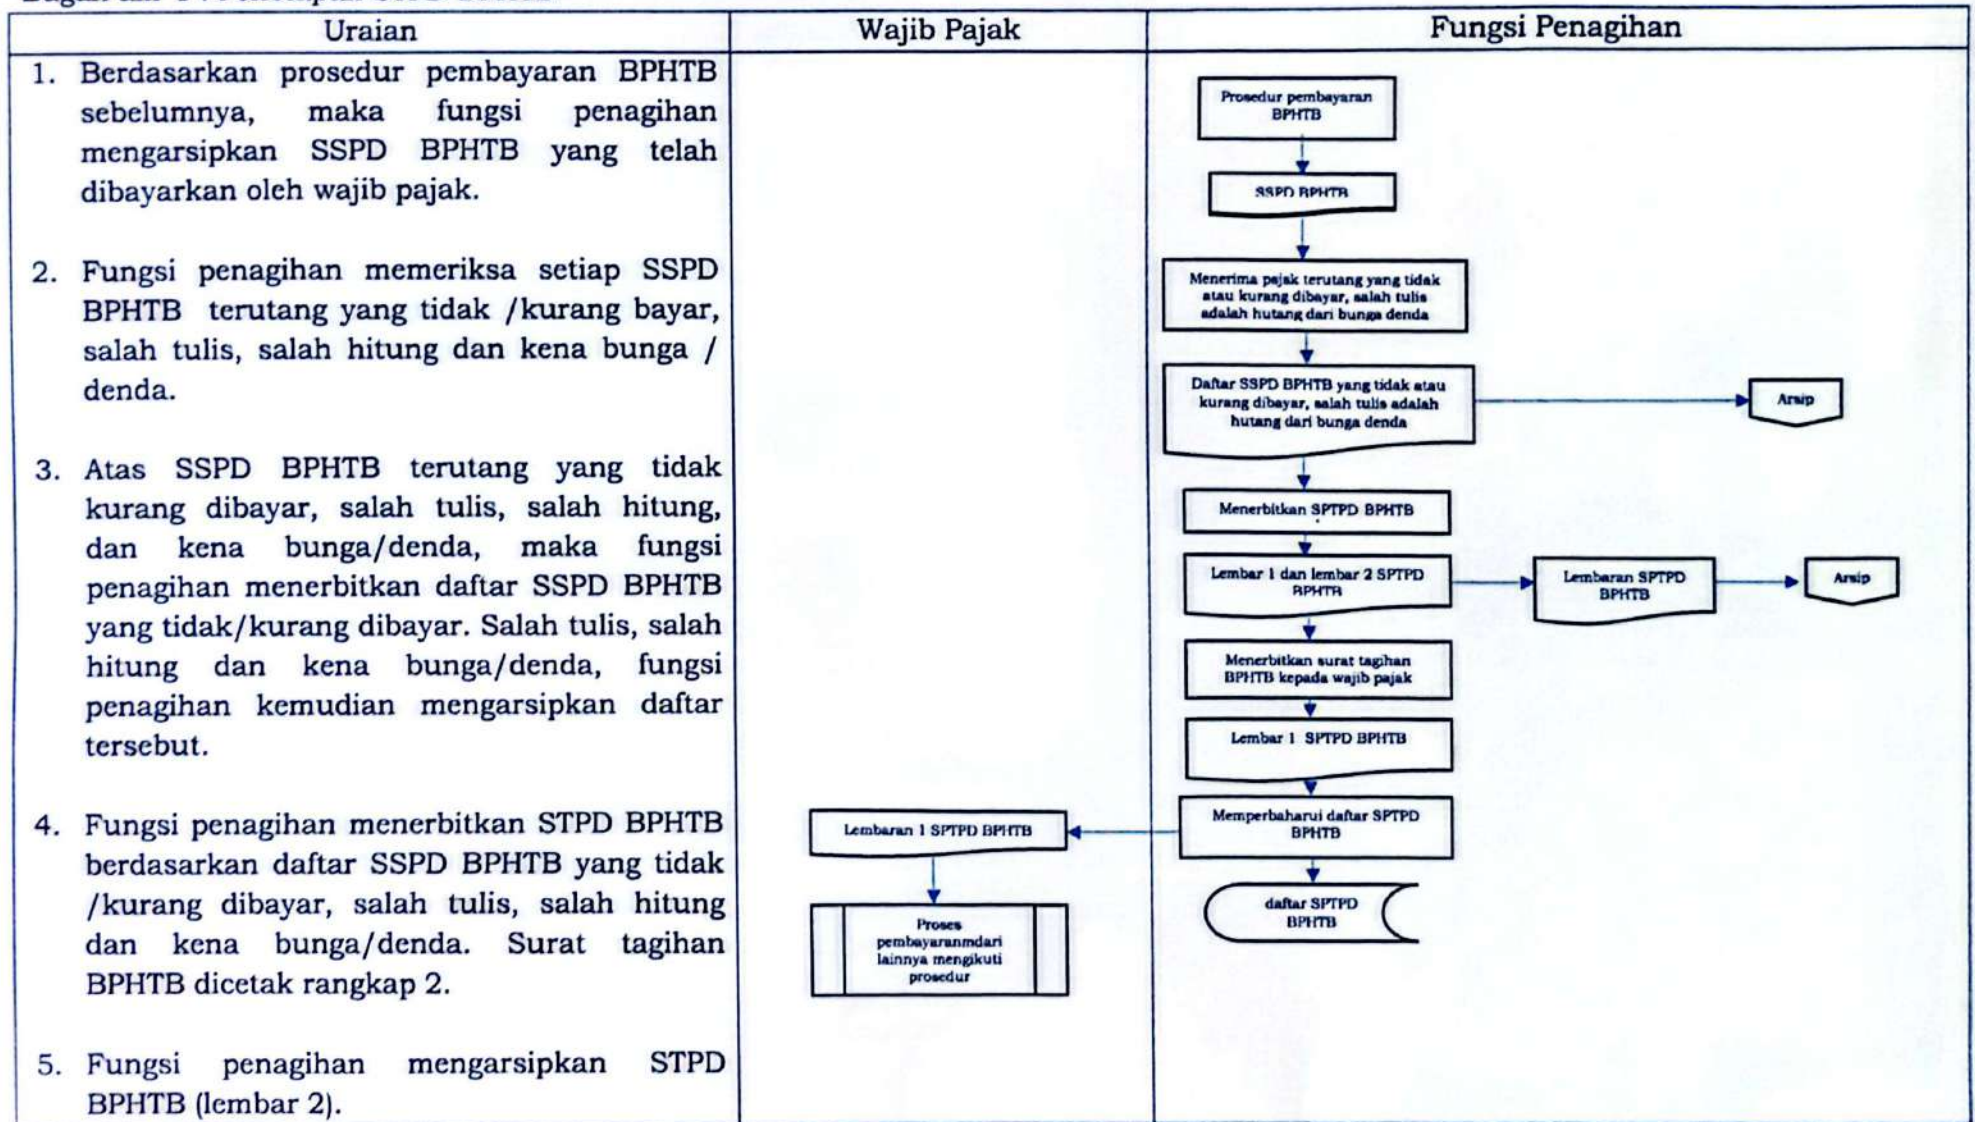 Uraian
Wajib Pajak
Fungsi Penagihan
1. Berdasarkan prosedur pembayaran BPHTB
sebelumnya, maka fungsi penagihan
mengarsipkan SSPD BPHTB yang telah
dibayarkan oleh wajib pajak.
2. Fungsi penagihan memeriksa setiap SSPD
BPHTB terutang yang tidak /kurang bayar,
salah tulis, salah hitung dan kena bunga /
denda.
3. Atas SSPD BPHTB terutang yang tidak
kurang dibayar, salah tulis, salah hitung,
dan kena bunga/denda, maka fungsi
penagihan menerbitkan daftar SSPD BPHTB
yang tidak/kurang dibayar. Salah tulis, salah
hitung dan kena bunga/denda, fungsi
penagihan kemudian mengarsipkan daftar
tersebut.
4. Fungsi penagihan menerbitkan STPD BPHTB
berdasarkan daftar SSPD BPHTB yang tidak
/kurang dibayar, salah tulis, salah hitung
dan kena bunga/denda. Surat tagihan
BPHTB dicetak rangkap 2.
5. Fungsi penagihan mengarsipkan STPD
BPHTB (lembar 2).
Lembaran 1 SPTPD BPHTB
Proses
pembayaranmdari
lainnya mengikuti
prosedur
Prosedur pembayaran
BPHTB
SSPD BPHTB
Menerima pajak terutang yang tidak
atau kurang dibayar, salah tulis
adalah hutang dari bunga denda
Daftar SSPD BPHTB yang tidak atau
kurang dibayar, salah tulis adalah
hutang dari bunga denda
Arsip
Menerbitkan SPTPD BPHTB
Lembar 1 dan lembar 2 SPTPD
BPHTB
Lembaran SPTPD
BPHTB
Arsip
Menerbitkan surat tagihan
BPHTB kepada wajib pajak
Lembar 1 SPTPD BPHTB
Memperbaharui daftar SPTPD
BPHTB
daftar SPTPD
BPHTB